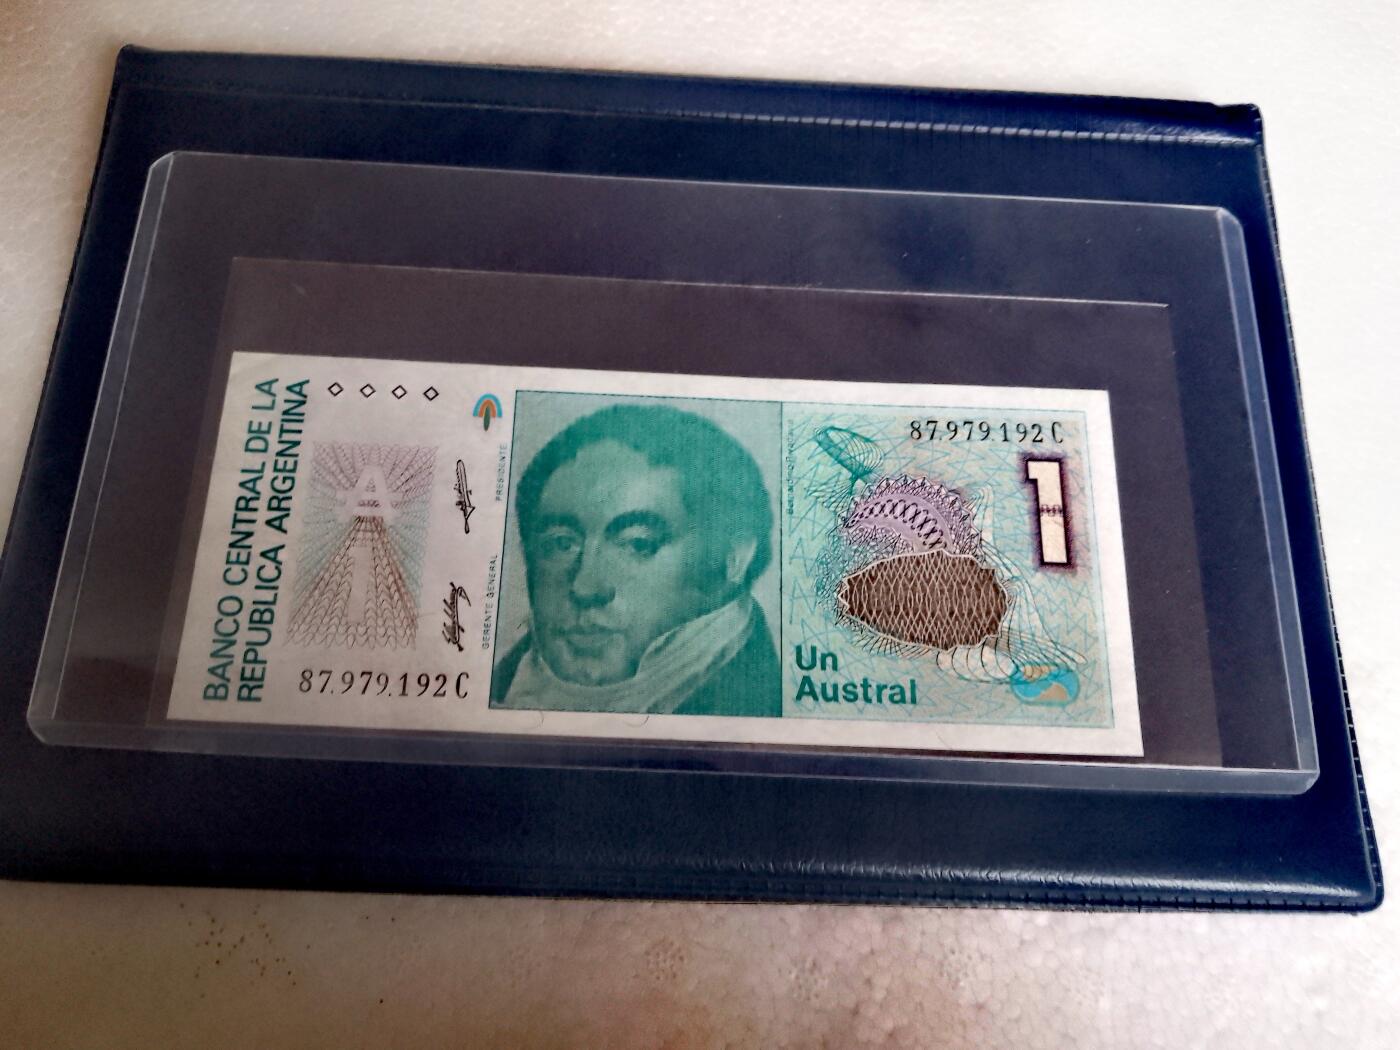 BANCO CENTRAL DE LA
REPUBLICA ARGENTINA
87.979.192 C
PRESIDENTE
GERENTE GENERAL
87.979.192 C
1
Un
Austral